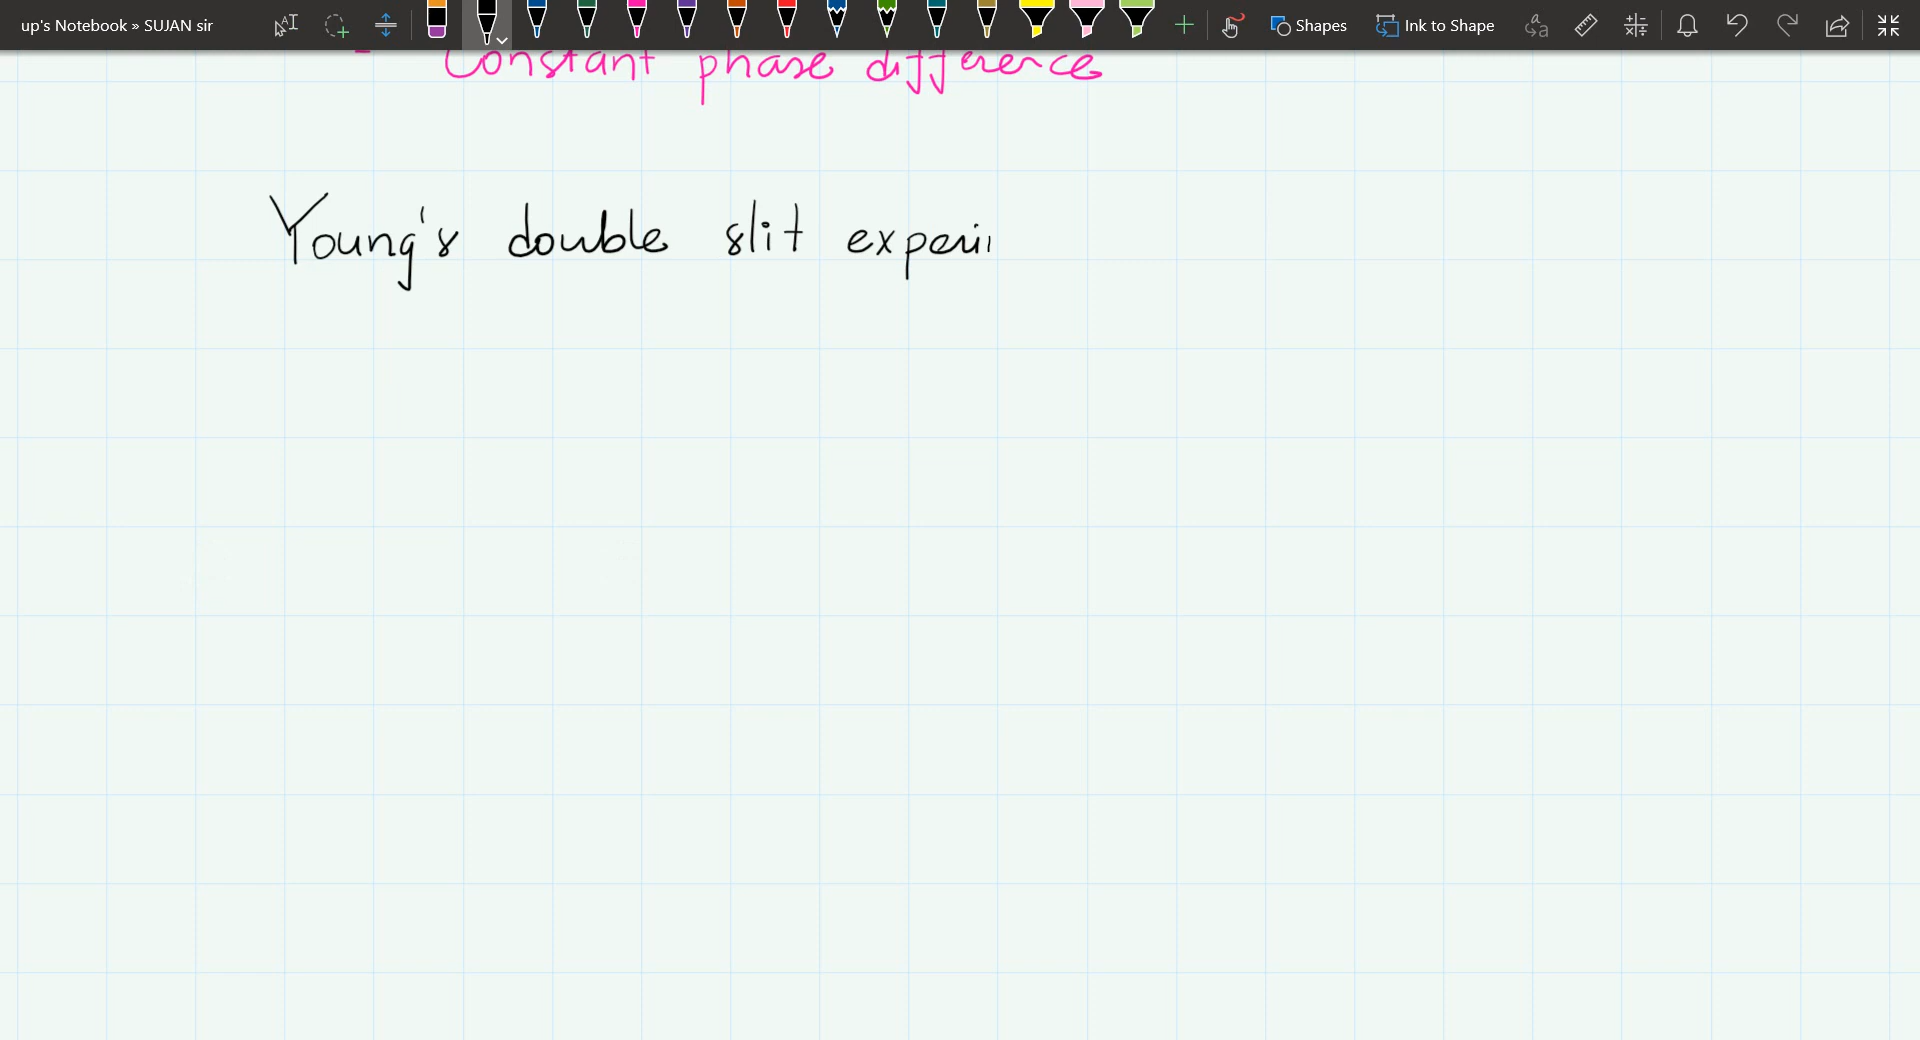 up's Notebook » SUJAN sir
Shapes
Ink to Shape
- Constant phase difference
Young's double slit experi